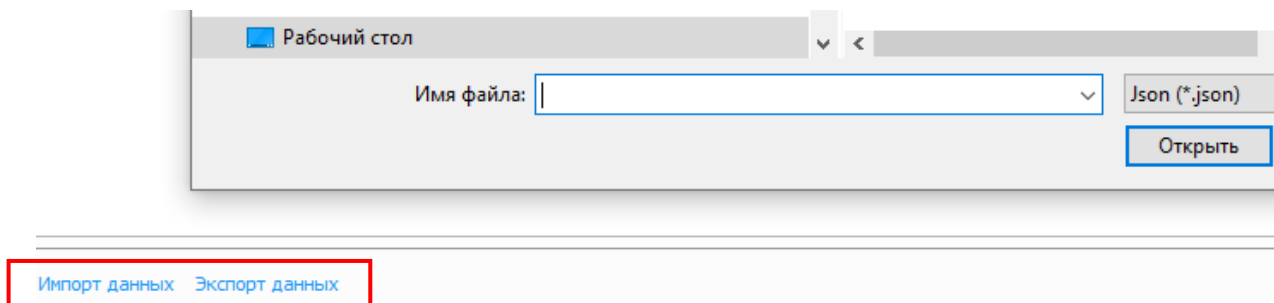 Рабочий стол
Имя файла:
Json (*.json)
Открыть
Импорт данных Экспорт данных